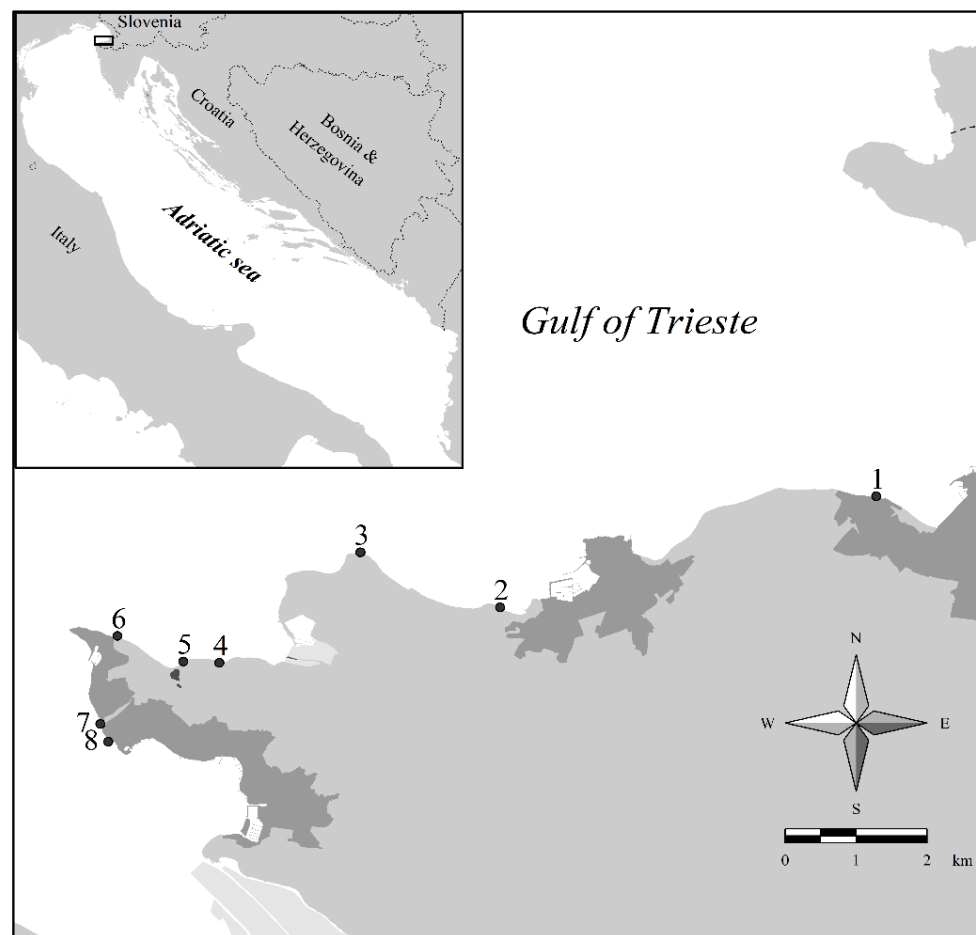 Slovenia
Croatia
Bosnia &
Herzegovina
Italy
Adriatic sea
Gulf of Trieste
1
3
2
6
5 4
7
8
N
W E
S
0 1 2 km